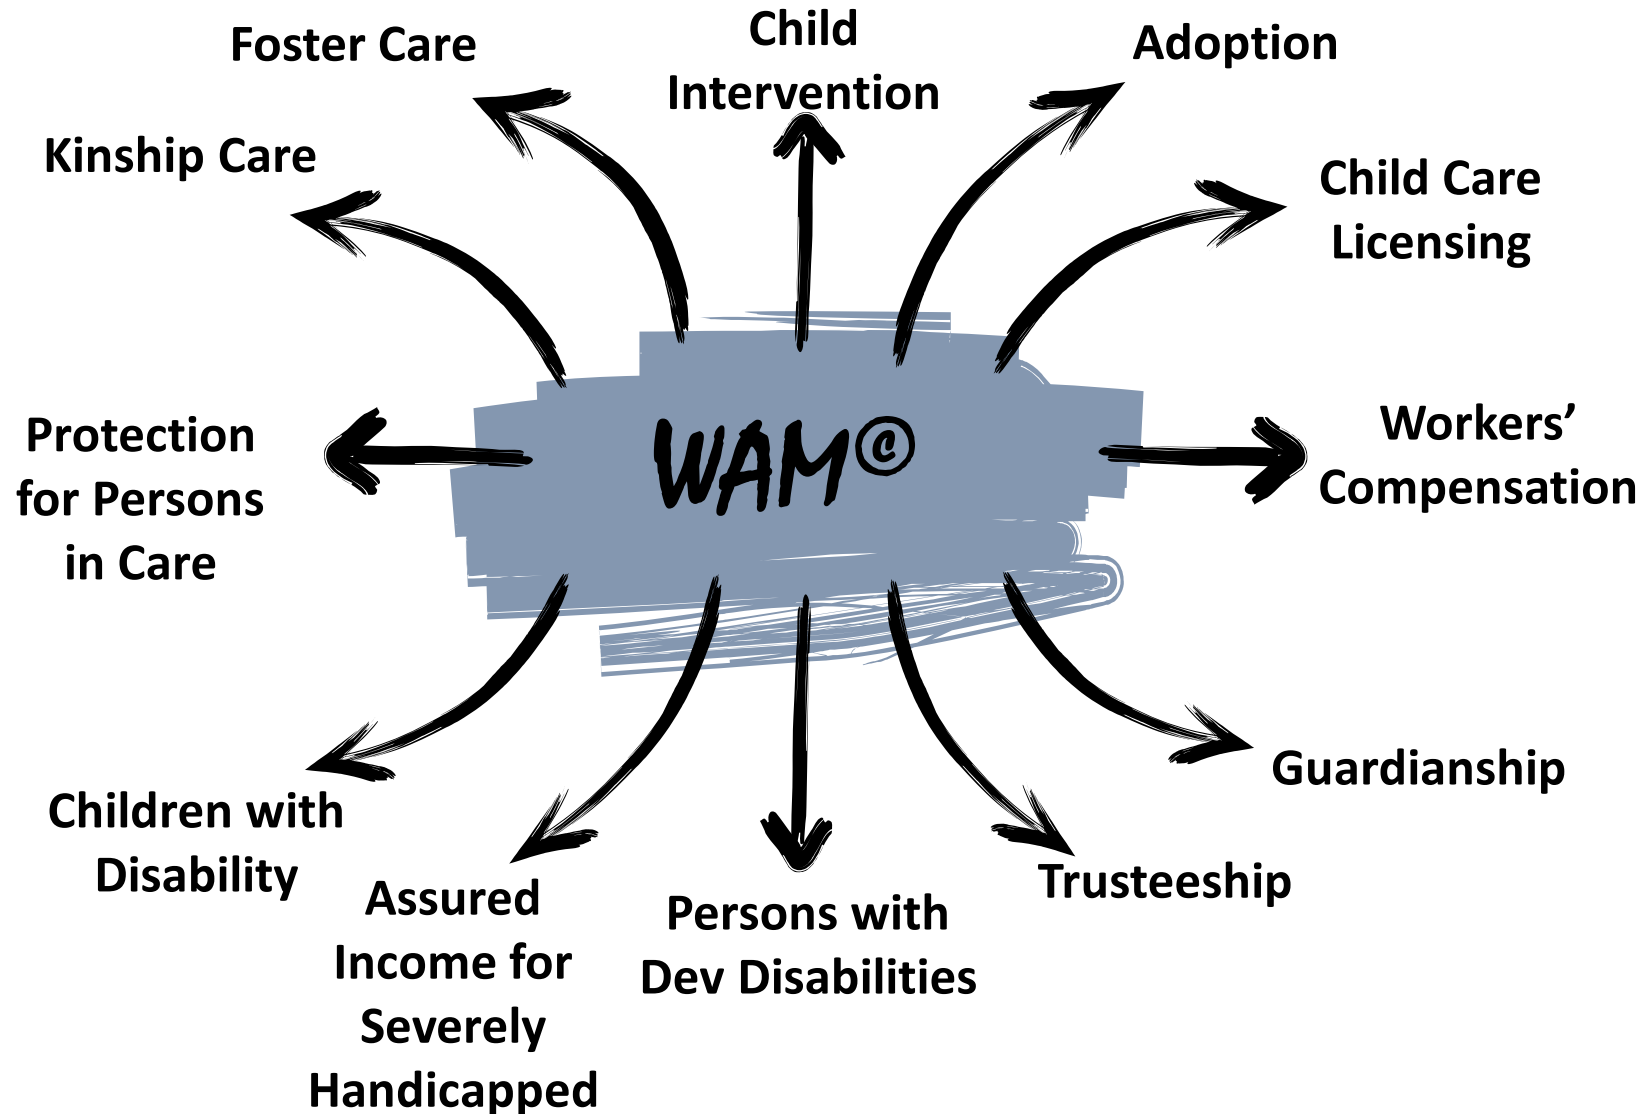 Foster Care
Child
Intervention
Adoption
Kinship Care
Child Care
Licensing
Protection
for Persons
in Care
WAM©
Workers’
Compensation
Children with
Disability
Assured
Income for
Severely
Handicapped
Persons with
Dev Disabilities
Trusteeship
Guardianship